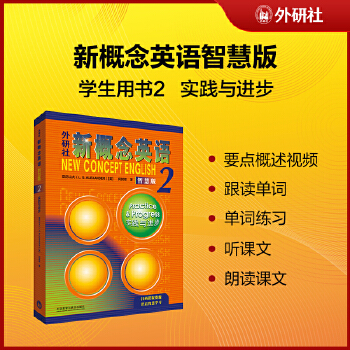 外研社
新概念英语智慧版
学生用书2 实践与进步
外研社
新概念英语
NEW CONCEPT ENGLISH
智慧版
2
Practice
& Progress
实践与进步
要点概述视频
跟读单词
单词练习
听课文
朗读课文